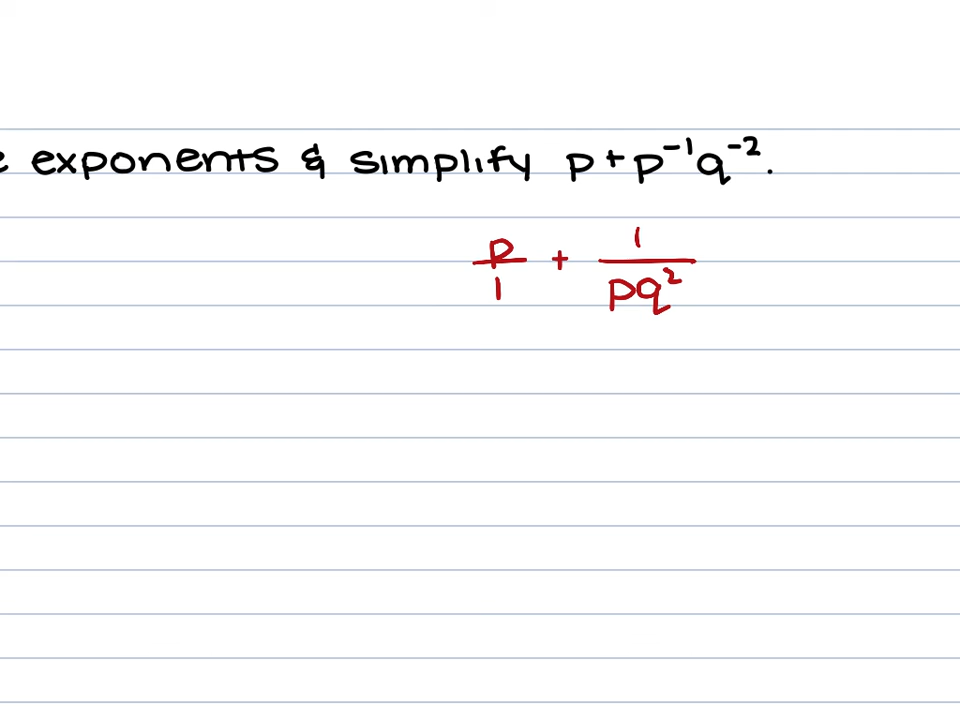 e exponents & simplify p + p⁻¹q⁻².
p/1 + 1/pq²